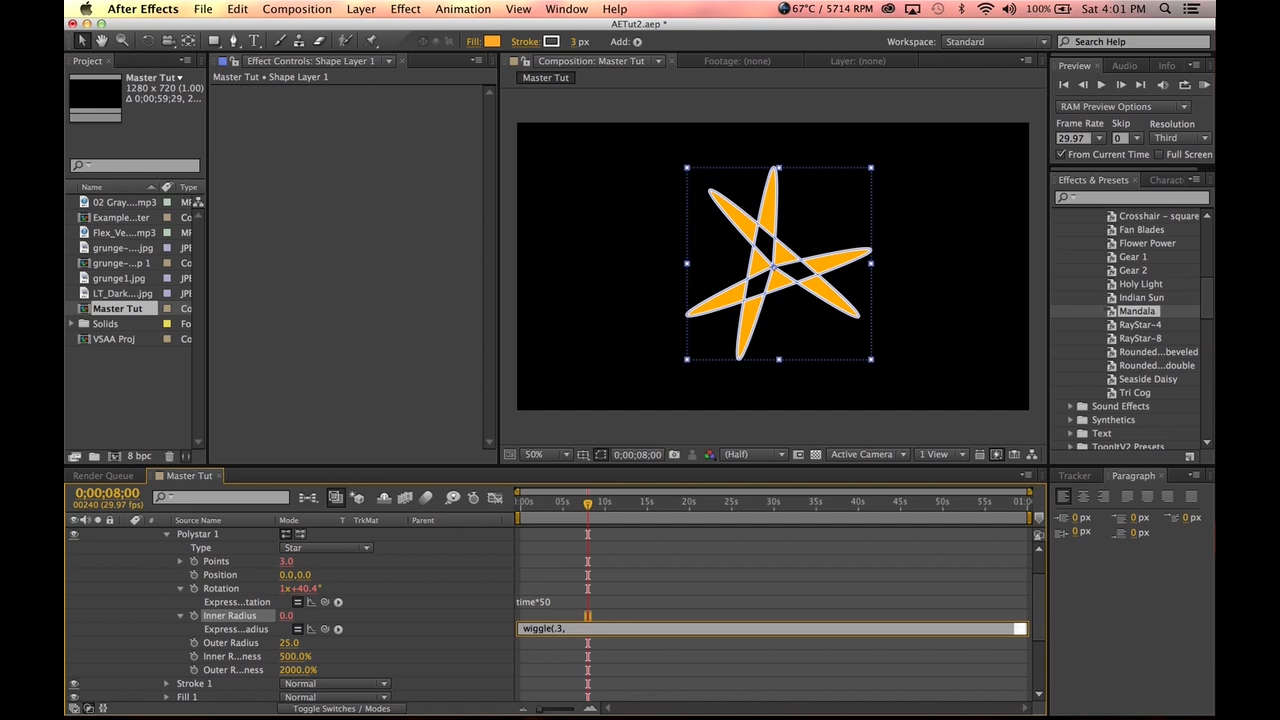 After Effects File Edit Composition Layer Effect Animation View Window Help 67°C / 5714 RPM 100% Sat 4:01 PM
AETut2.aep *
Fill: Stroke: 3 px Add: Workspace: Standard Search Help
Project Effect Controls: Shape Layer 1 Composition: Master Tut Footage: (none) Layer: (none) Preview Audio Info
Master Tut
1280 x 720 (1.00)
Δ 0;00;59;29, 2...
Master Tut • Shape Layer 1
Master Tut
RAM Preview Options
Frame Rate Skip Resolution
29.97 0 Third
From Current Time Full Screen
Effects & Presets Charact
Name Type
02 Gray....mp3 MF
Example...ter Co
Flex_Ve....mp3 MF
grunge-....jpg JPE
grunge-...p 1 Co
grunge1.jpg JPE
LT_Dark....jpg JPE
Master Tut Co
Solids Fo
VSAA Proj Co
Crosshair - square
Fan Blades
Flower Power
Gear 1
Gear 2
Holy Light
Indian Sun
Mandala
RayStar-4
RayStar-8
Rounded...beveled
Rounded...double
Seaside Daisy
Tri Cog
Sound Effects
Synthetics
Text
ToonItV2 Presets
8 bpc
50% 0;00;08;00 (Half) Active Camera 1 View
Render Queue Master Tut Tracker Paragraph
0;00;08;00
00240 (29.97 fps)
:00s 05s 10s 15s 20s 25s 30s 35s 40s 45s 50s 55s 01:0
# Source Name Mode T TrkMat Parent
0 px 0 px 0 px
0 px 0 px
Polystar 1
Type Star
Points 3.0
Position 0.0,0.0
Rotation 1x+40.4°
Express...tation time*50
Inner Radius 0.0
Express...adius wiggle(.3,
Outer Radius 25.0
Inner R...ness 500.0%
Outer R...ness 2000.0%
Stroke 1 Normal
Fill 1 Normal
Toggle Switches / Modes